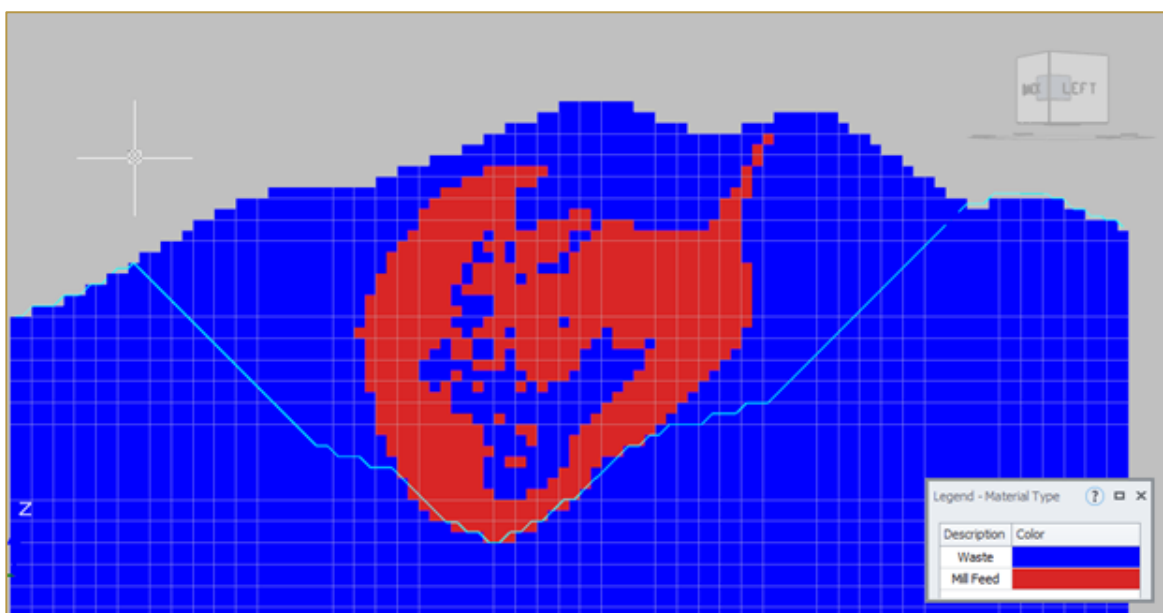 LEFT
Z
Legend - Material Type
Description Color
Waste
Mill Feed